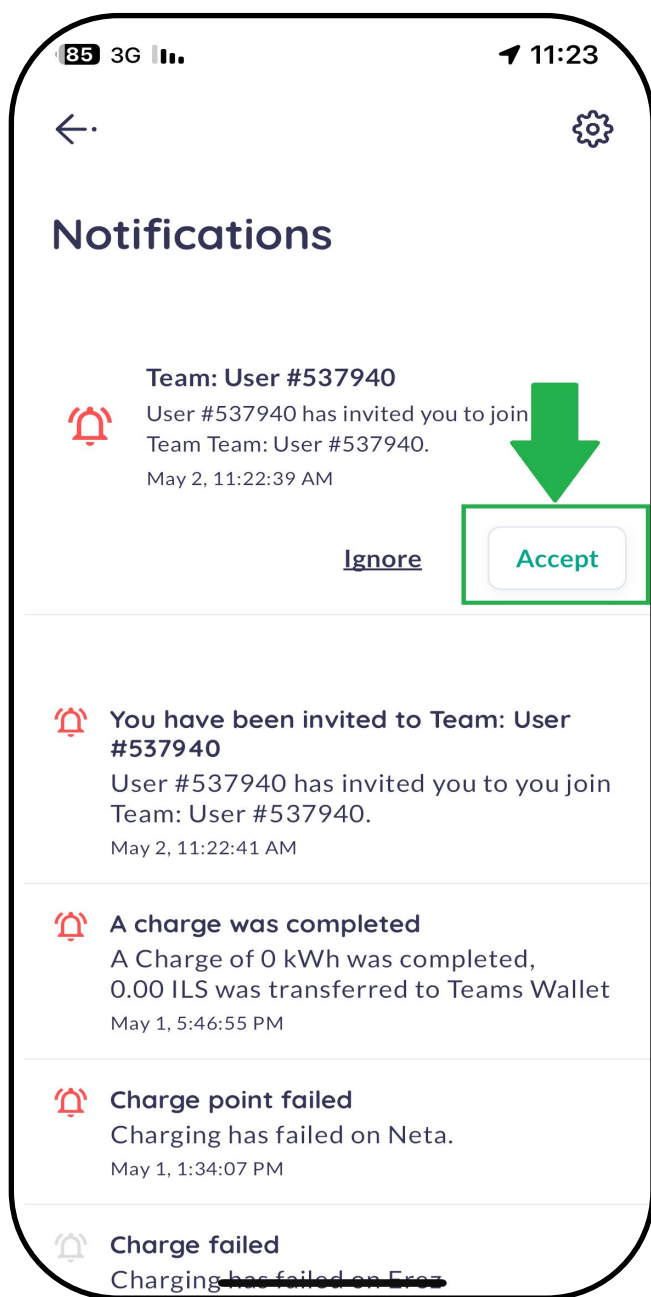 85 3G 11:23
Notifications
Team: User #537940
User #537940 has invited you to join
Team Team: User #537940.
May 2, 11:22:39 AM
Ignore Accept
You have been invited to Team: User
#537940
User #537940 has invited you to you join
Team: User #537940.
May 2, 11:22:41 AM
A charge was completed
A Charge of 0 kWh was completed,
0.00 ILS was transferred to Teams Wallet
May 1, 5:46:55 PM
Charge point failed
Charging has failed on Neta.
May 1, 1:34:07 PM
Charge failed
Charging has failed on